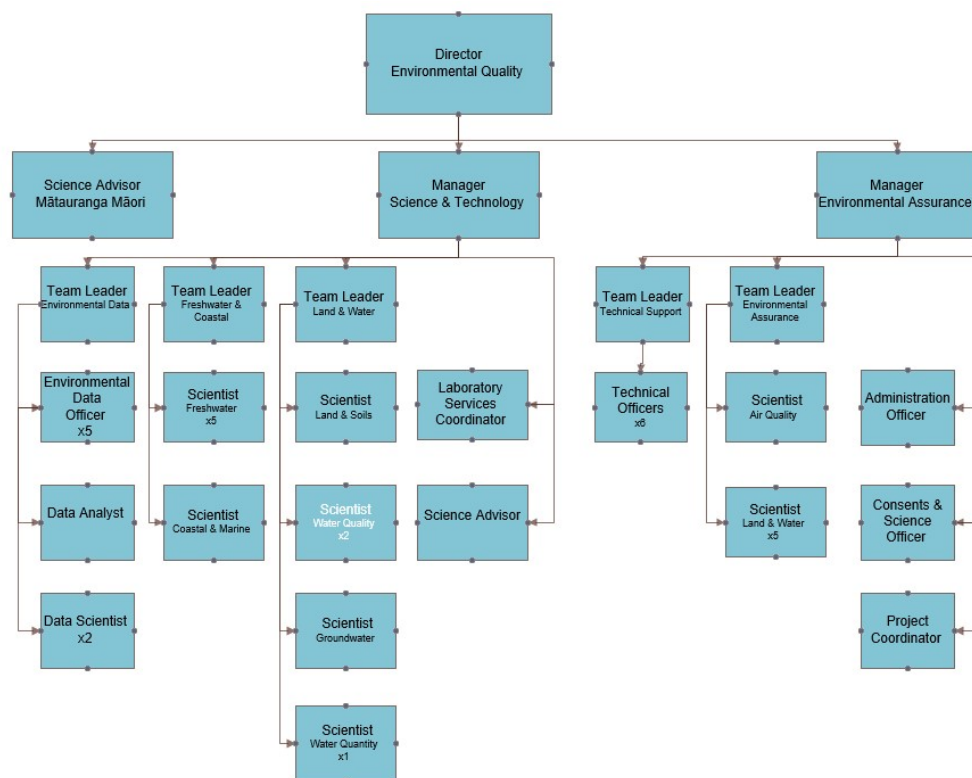 Director
Environmental Quality
Science Advisor
Mātauranga Māori
Manager
Science & Technology
Manager
Environmental Assurance
Team Leader
Environmental Data
Team Leader
Freshwater &
Coastal
Team Leader
Land & Water
Team Leader
Technical Support
Team Leader
Environmental
Assurance
Environmental
Data
Officer
x5
Scientist
Freshwater
x5
Scientist
Land & Soils
Laboratory
Services
Coordinator
Technical
Officers
x6
Scientist
Air Quality
Administration
Officer
Data Analyst
Scientist
Coastal & Marine
Scientist
Water Quality
x2
Science Advisor
Scientist
Land & Water
x5
Consents &
Science
Officer
Data Scientist
x2
Scientist
Groundwater
Project
Coordinator
Scientist
Water Quantity
x1